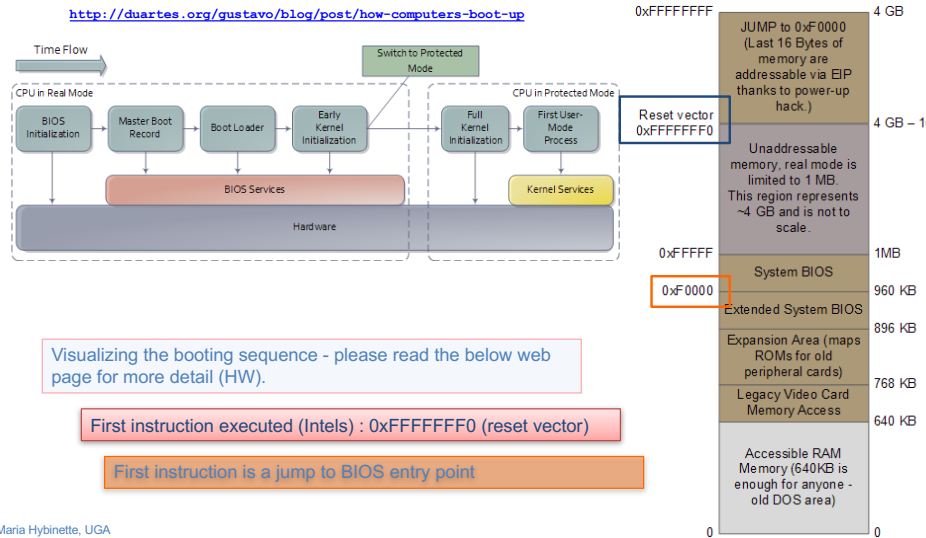 http://duartes.org/gustavo/blog/post/how-computers-boot-up
Time Flow
Switch to Protected
Mode
CPU in Real Mode
CPU in Protected Mode
BIOS
Initialization
Master Boot
Record
Boot Loader
Early
Kernel
Initialization
Full
Kernel
Initialization
First User-
Mode
Process
BIOS Services
Kernel Services
Hardware
Visualizing the booting sequence - please read the below web
page for more detail (HW).
First instruction executed (Intels) : 0xFFFFFFF0 (reset vector)
First instruction is a jump to BIOS entry point
Maria Hybinette, UGA
0xFFFFFFFF
4 GB
JUMP to 0xF0000
(Last 16 Bytes of
memory are
addressable via EIP
thanks to power-up
hack.)
Reset vector
0xFFFFFFF0
4 GB – 1
Unaddressable
memory, real mode is
limited to 1 MB.
This region represents
~4 GB and is not to
scale.
0xFFFFF
1MB
System BIOS
0xF0000
960 KB
Extended System BIOS
896 KB
Expansion Area (maps
ROMs for old
peripheral cards)
768 KB
Legacy Video Card
Memory Access
640 KB
Accessible RAM
Memory (640KB is
enough for anyone -
old DOS area)
0
0